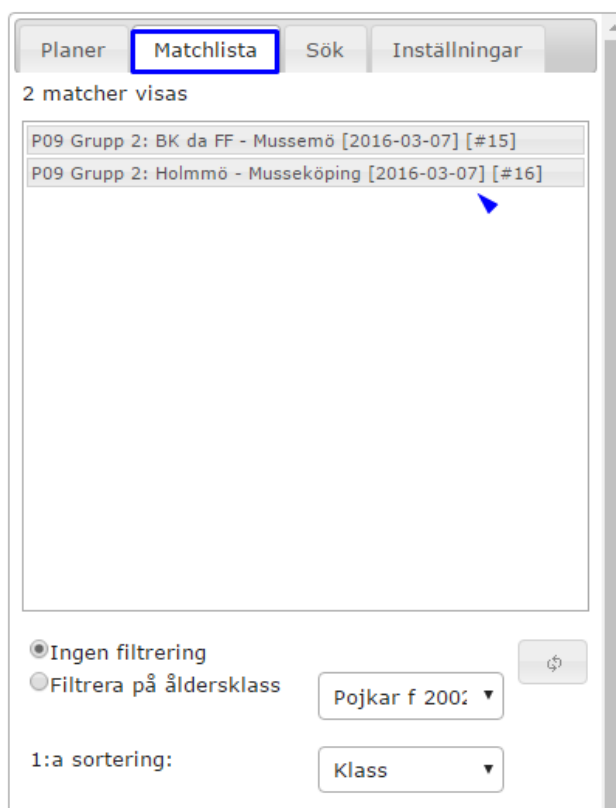 Planer Matchlista Sök Inställningar
2 matcher visas
P09 Grupp 2: BK da FF - Mussemö [2016-03-07] [#15]
P09 Grupp 2: Holmmö - Musseköping [2016-03-07] [#16]
Ingen filtrering
Filtrera på åldersklass Pojkar f 2002
1:a sortering: Klass